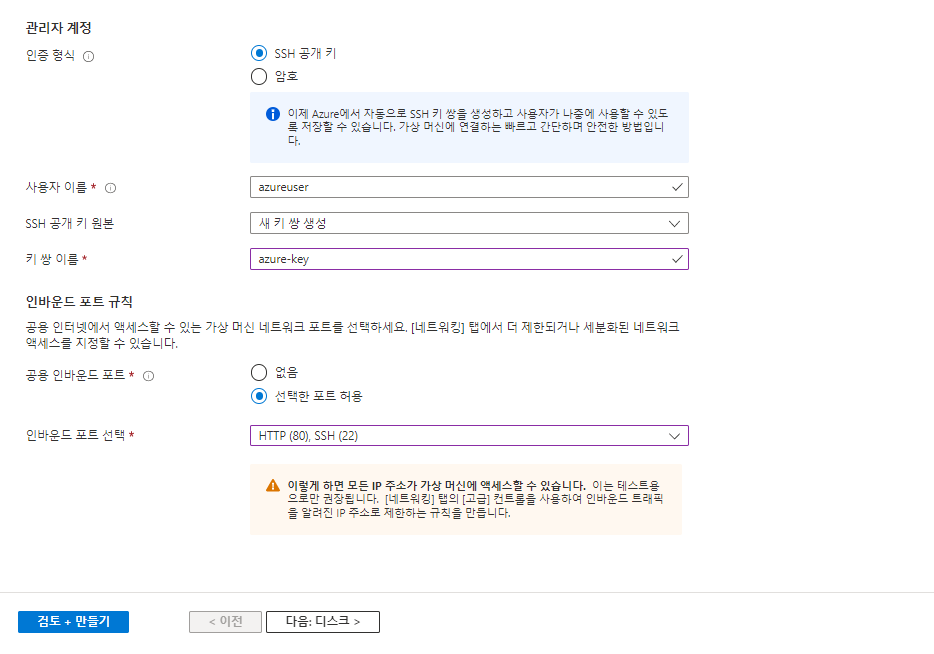 관리자 계정
인증 형식
SSH 공개 키
암호
이제 Azure에서 자동으로 SSH 키 쌍을 생성하고 사용자가 나중에 사용할 수 있도
록 저장할 수 있습니다. 가상 머신에 연결하는 빠르고 간단하며 안전한 방법입니
다.
사용자 이름 *
azureuser
SSH 공개 키 원본
새 키 쌍 생성
키 쌍 이름 *
azure-key
인바운드 포트 규칙
공용 인터넷에서 액세스할 수 있는 가상 머신 네트워크 포트를 선택하세요. [네트워킹] 탭에서 더 제한되거나 세분화된 네트워크
액세스를 지정할 수 있습니다.
공용 인바운드 포트 *
없음
선택한 포트 허용
인바운드 포트 선택 *
HTTP (80), SSH (22)
이렇게 하면 모든 IP 주소가 가상 머신에 액세스할 수 있습니다. 이는 테스트용
으로만 권장됩니다. [네트워킹] 탭의 [고급] 컨트롤을 사용하여 인바운드 트래픽
을 알려진 IP 주소로 제한하는 규칙을 만듭니다.
검토 + 만들기
< 이전
다음: 디스크 >